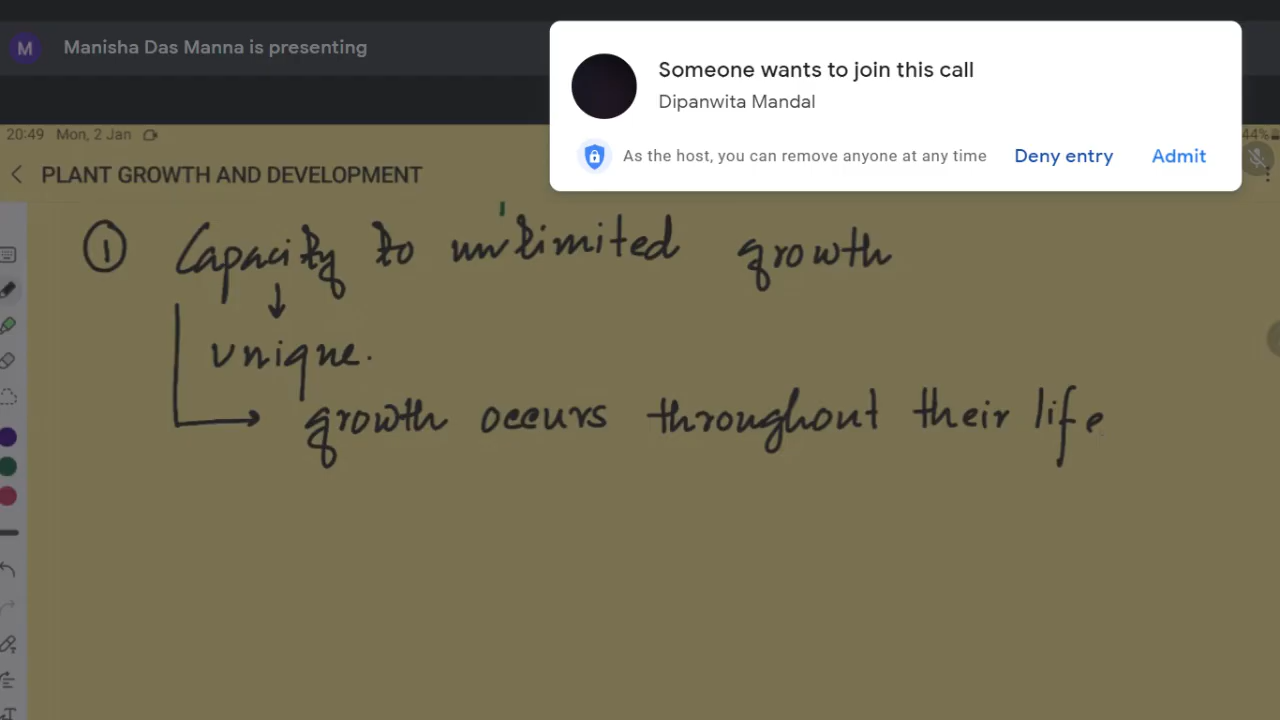 Manisha Das Manna is presenting
M
Someone wants to join this call
Dipanwita Mandal
As the host, you can remove anyone at any time
Deny entry
Admit
20:49 Mon, 2 Jan
44%
PLANT GROWTH AND DEVELOPMENT
① Capacity to unlimited growth
↓
unique.
→ growth occurs throughout their life